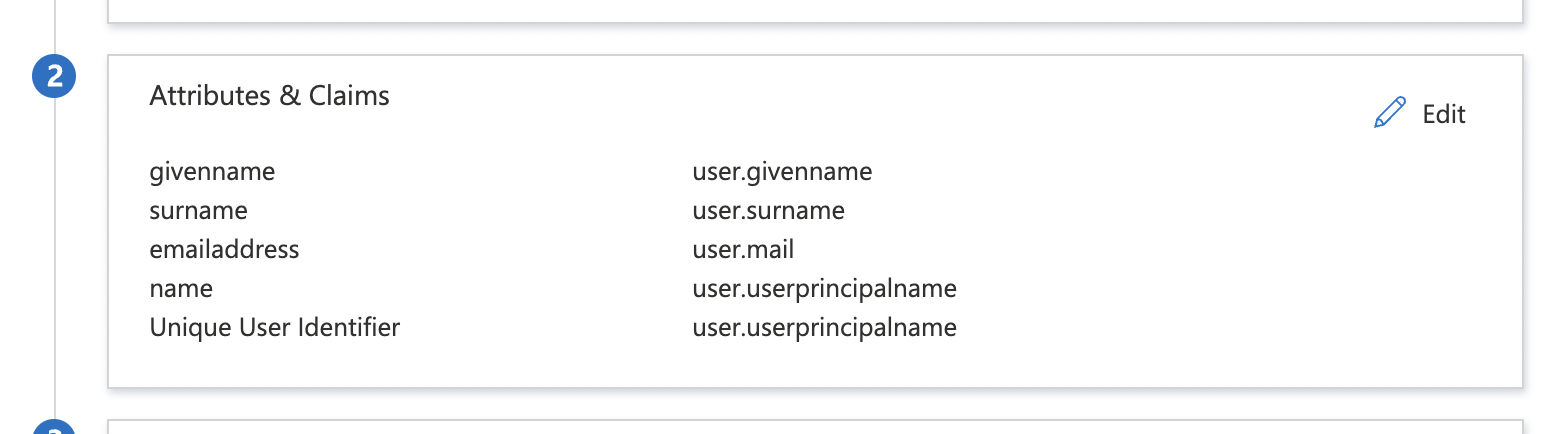 2
Attributes & Claims
Edit
givenname user.givenname
surname user.surname
emailaddress user.mail
name user.userprincipalname
Unique User Identifier user.userprincipalname